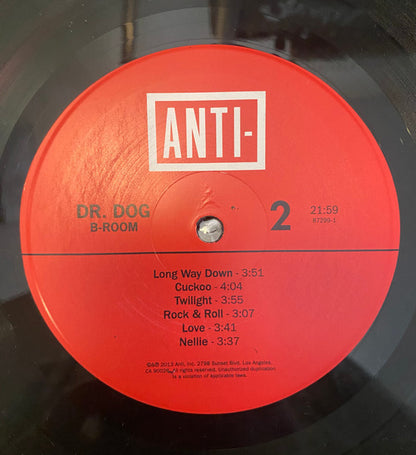 ANTI-
DR. DOG
B-ROOM
2
21:59
87299-1
Long Way Down - 3:51
Cuckoo - 4:04
Twilight - 3:55
Rock & Roll - 3:07
Love - 3:41
Nellie - 3:37
©℗ 2013 Anti, Inc. 2798 Sunset Blvd. Los Angeles,
CA 90026. All rights reserved. Unauthorized duplication
is a violation of applicable laws.